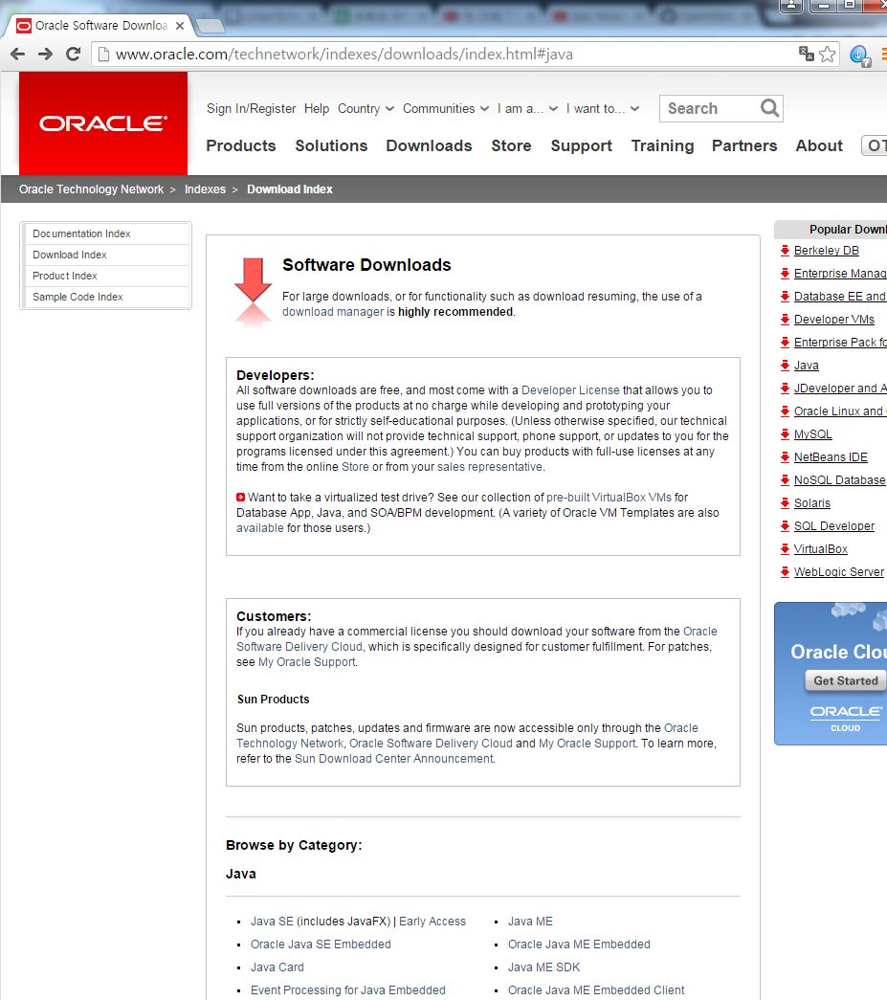 Oracle Software Downloa
www.oracle.com/technetwork/indexes/downloads/index.html#java
ORACLE
Sign In/Register Help Country Communities I am a... I want to... Search
Products Solutions Downloads Store Support Training Partners About OT
Oracle Technology Network > Indexes > Download Index
Documentation Index
Download Index
Product Index
Sample Code Index
Software Downloads
For large downloads, or for functionality such as download resuming, the use of a
download manager is highly recommended.
Developers:
All software downloads are free, and most come with a Developer License that allows you to
use full versions of the products at no charge while developing and prototyping your
applications, or for strictly self-educational purposes. (Unless otherwise specified, our technical
support organization will not provide technical support, phone support, or updates to you for the
programs licensed under this agreement.) You can buy products with full-use licenses at any
time from the online Store or from your sales representative.
Want to take a virtualized test drive? See our collection of pre-built VirtualBox VMs for
Database App, Java, and SOA/BPM development. (A variety of Oracle VM Templates are also
available for those users.)
Customers:
If you already have a commercial license you should download your software from the Oracle
Software Delivery Cloud, which is specifically designed for customer fulfillment. For patches,
see My Oracle Support.
Sun Products
Sun products, patches, updates and firmware are now accessible only through the Oracle
Technology Network, Oracle Software Delivery Cloud and My Oracle Support. To learn more,
refer to the Sun Download Center Announcement.
Browse by Category:
Java
Java SE (includes JavaFX) | Early Access
Oracle Java SE Embedded
Java Card
Event Processing for Java Embedded
Java ME
Oracle Java ME Embedded
Java ME SDK
Oracle Java ME Embedded Client
Popular Downl
Berkeley DB
Enterprise Manag
Database EE and
Developer VMs
Enterprise Pack fo
Java
JDeveloper and A
Oracle Linux and
MySQL
NetBeans IDE
NoSQL Database
Solaris
SQL Developer
VirtualBox
WebLogic Server
Oracle Clou
Get Started
ORACLE
CLOUD